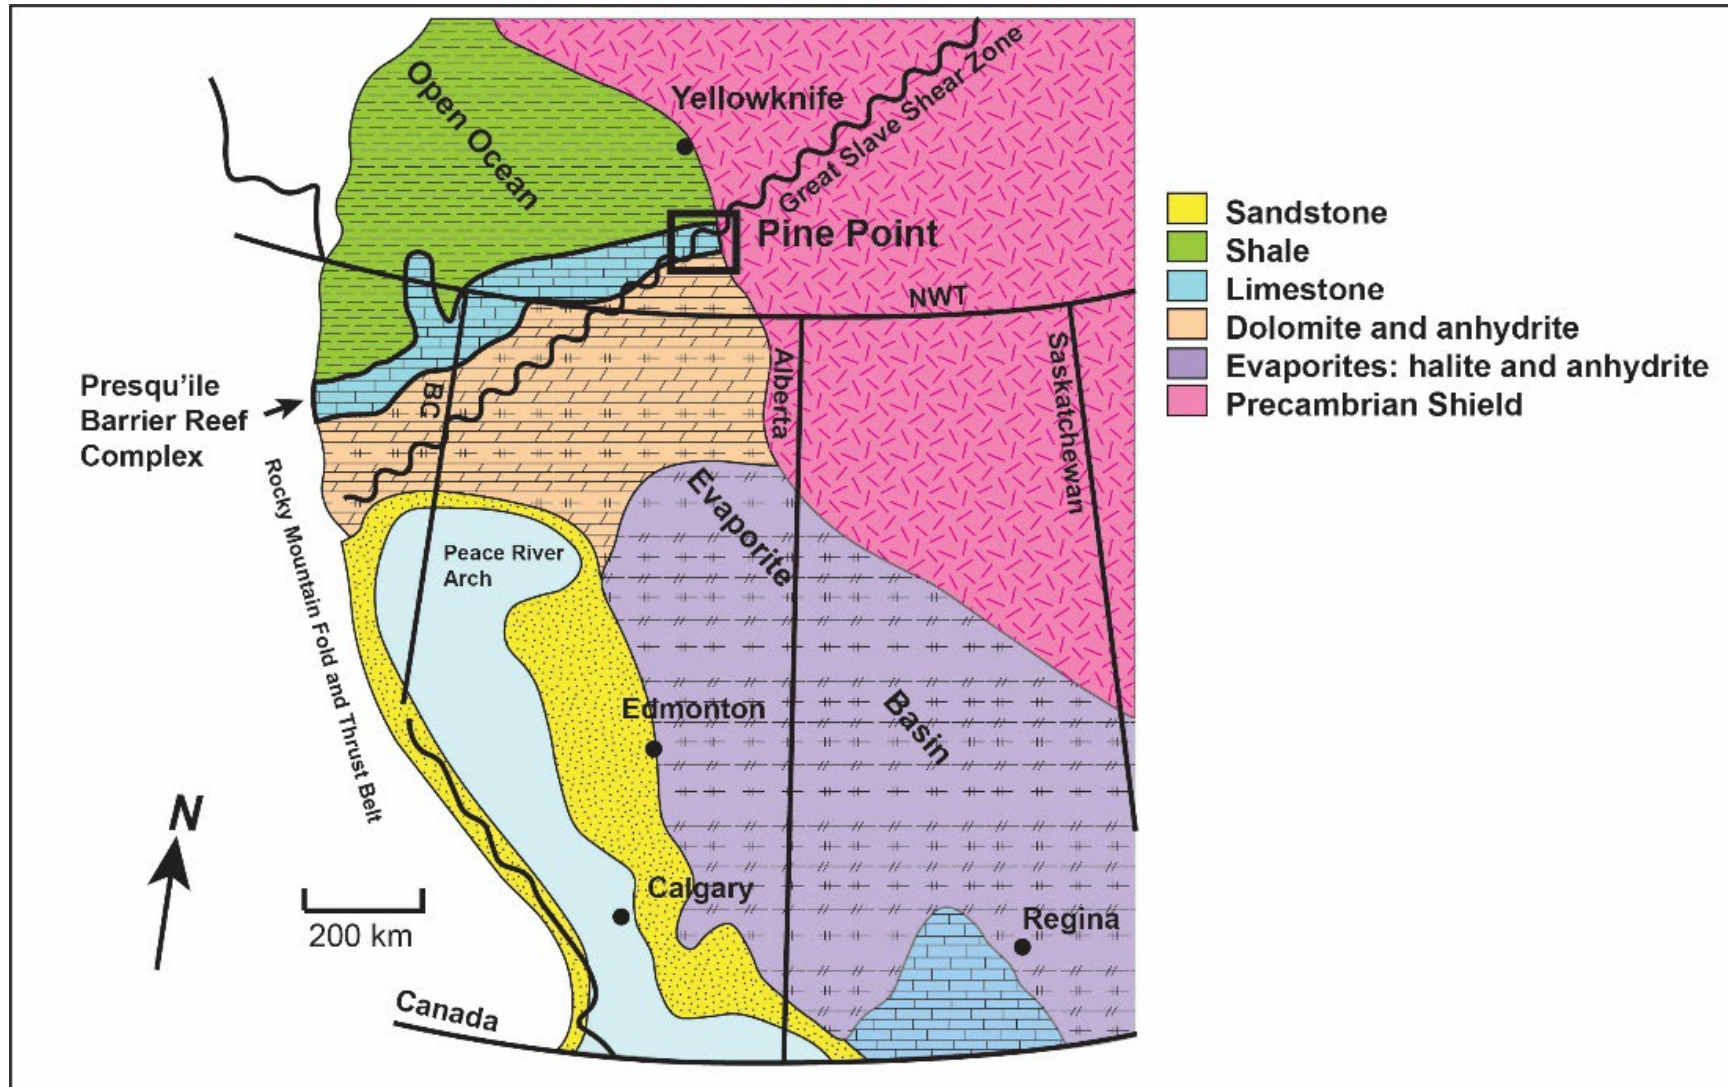 Open Ocean
Yellowknife
Great Slave Shear Zone
Pine Point
NWT
Sandstone
Shale
Limestone
Dolomite and anhydrite
Evaporites: halite and anhydrite
Precambrian Shield
Presqu’ile
Barrier Reef
Complex
BC
Alberta
Saskatchewan
Rocky Mountain Fold and Thrust Belt
Peace River
Arch
Evaporite
Basin
Edmonton
Calgary
Regina
N
200 km
Canada